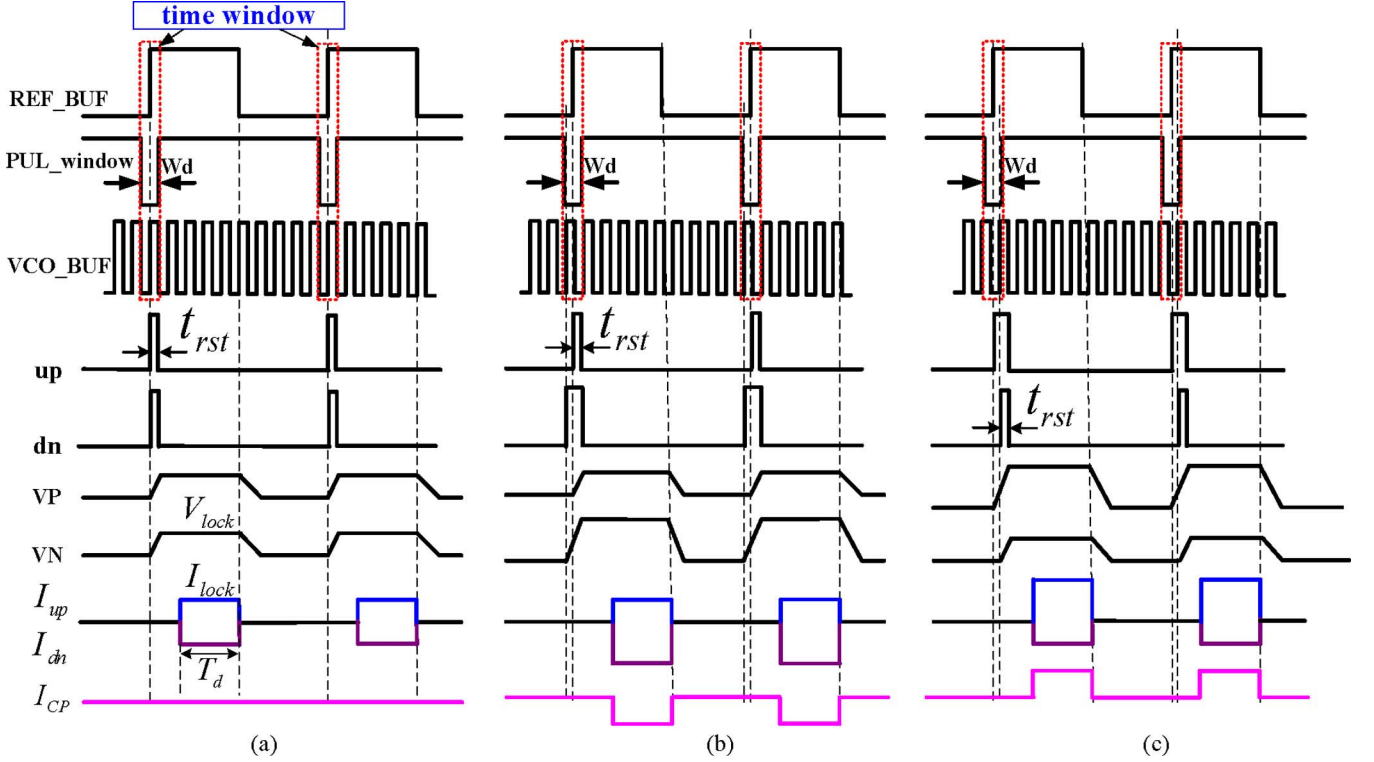 time window
REF_BUF
PUL_window
Wd
Wd
Wd
VCO_BUF
t_rst
t_rst
up
dn
t_rst
VP
V_lock
VN
I_up
I_lock
I_dn
T_d
I_CP
(a)
(b)
(c)